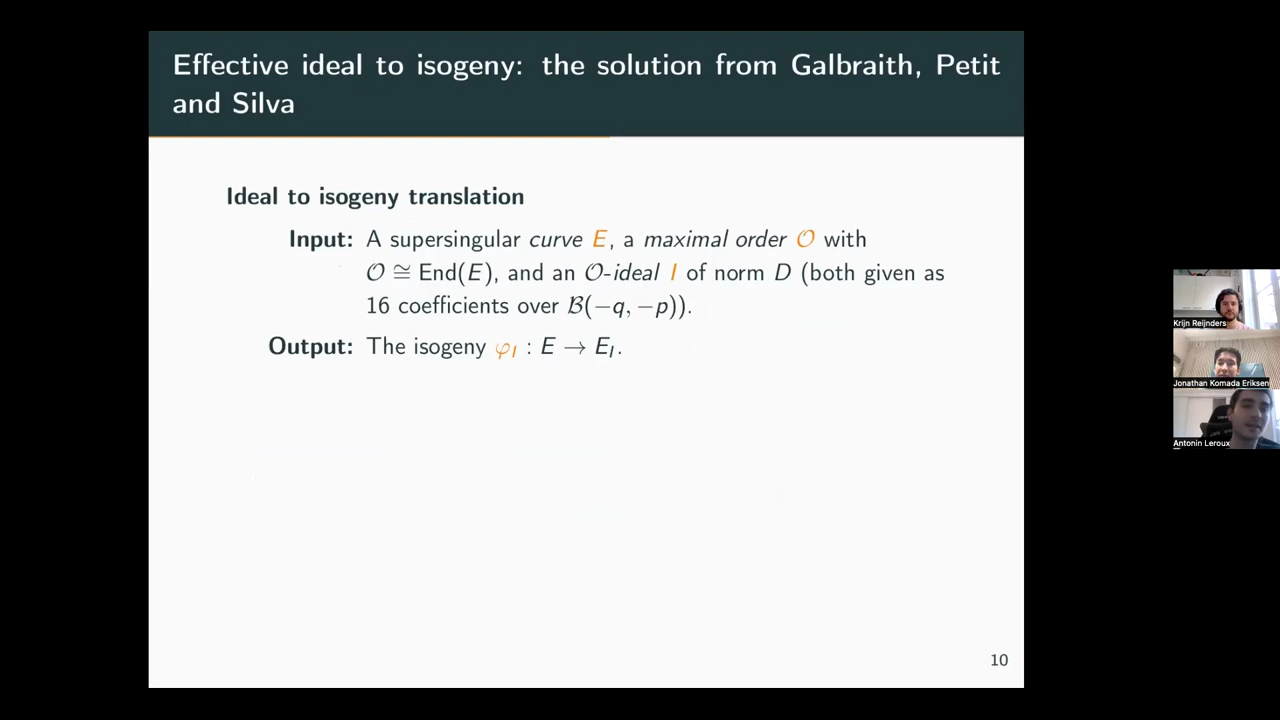 Effective ideal to isogeny: the solution from Galbraith, Petit
and Silva
Ideal to isogeny translation
Input: A supersingular curve E, a maximal order 𝒪 with
𝒪 ≅ End(E), and an 𝒪-ideal I of norm D (both given as
16 coefficients over ℬ(−q, −p)).
Output: The isogeny φ_I : E → E_I.
10
Krijn Reijnders
Jonathan Komada Eriksen
Antonin Leroux